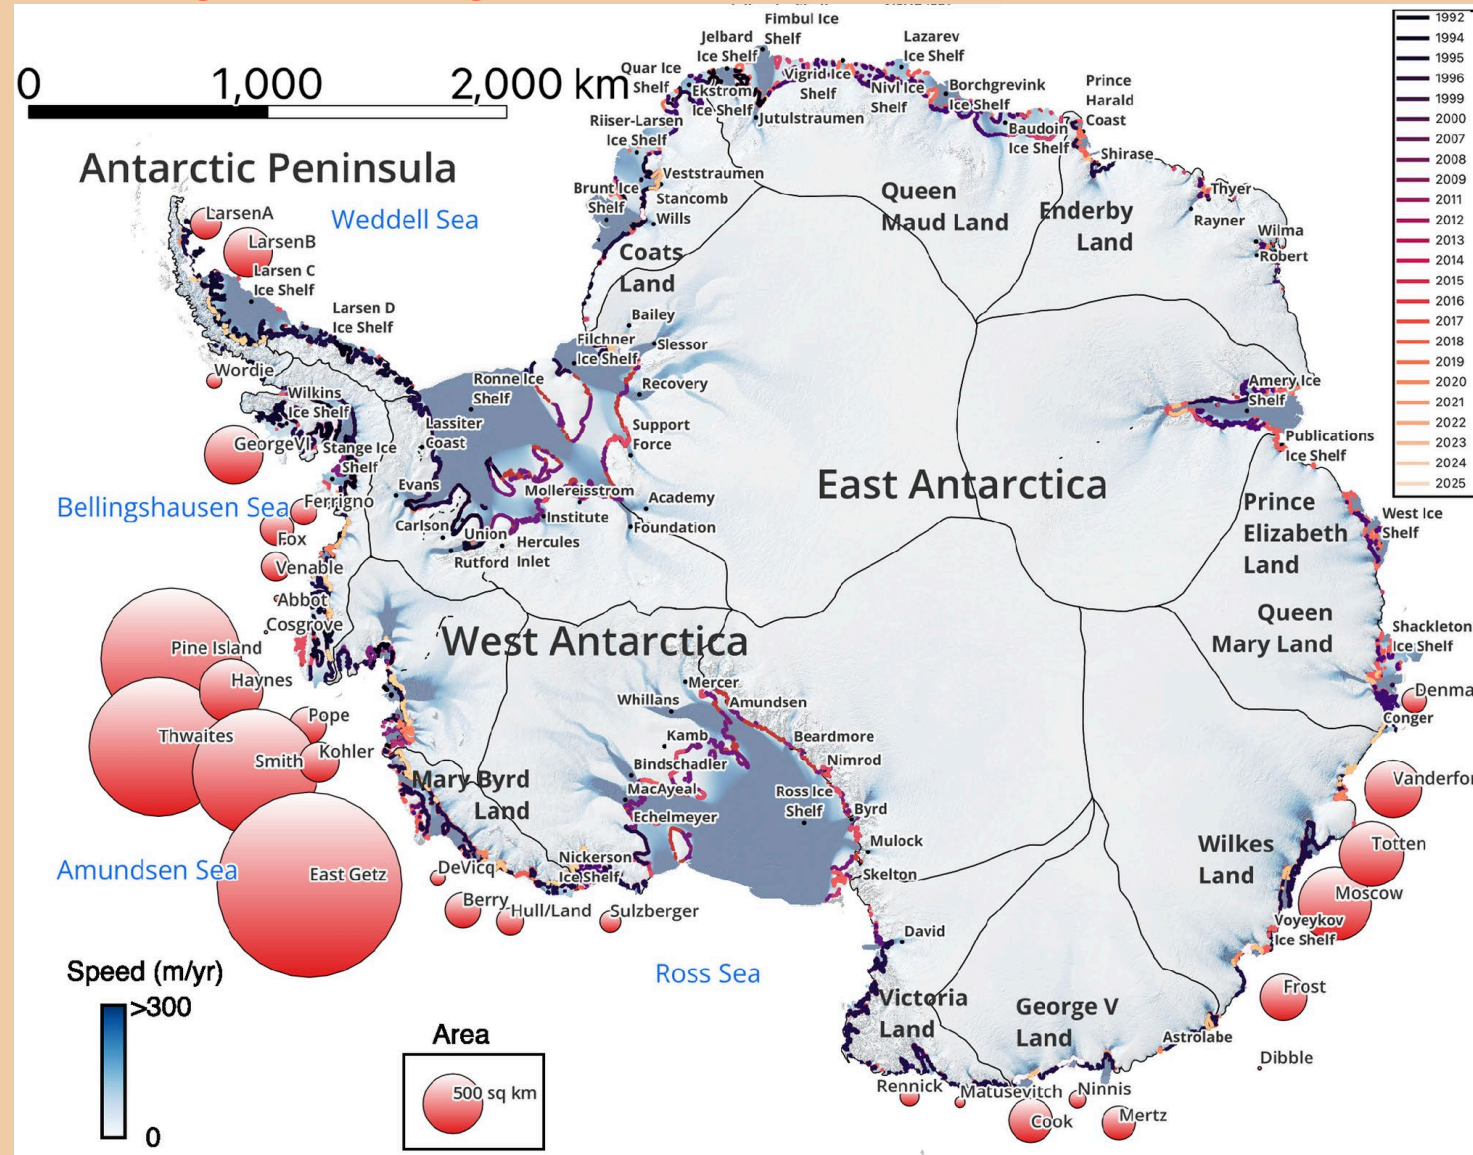 0
1,000
2,000 km
Antarctic Peninsula
Weddell Sea
LarsenA
LarsenB
Larsen C
Ice Shelf
Larsen D
Ice Shelf
Wordie
Wilkins
Ice Shelf
GeorgeVI
Stange Ice
Shelf
Bellingshausen Sea
Ferrigno
Fox
Venable
Abbot
Cosgrove
Pine Island
Haynes
Thwaites
Pope
Smith
Kohler
Amundsen Sea
East Getz
DeVicq
Berry
Hull/Land
Sulzberger
Nickerson
Ice Shelf
Mary Byrd
Land
West Antarctica
East Antarctica
Fimbul Ice
Shelf
Jelbard
Ice Shelf
Lazarev
Ice Shelf
Quar Ice
Shelf
Ekstrom
Ice Shelf
Vigrid Ice
Shelf
Nivl Ice
Shelf
Borchgrevink
Ice Shelf
Prince
Harald
Coast
Jutulstraumen
Baudoin
Ice Shelf
Shirase
Riiser-Larsen
Ice Shelf
Veststraumen
Brunt Ice
Shelf
Stancomb
Wills
Coats
Land
Queen
Maud Land
Enderby
Land
Thyer
Rayner
Wilma
Robert
Bailey
Filchner
Ice Shelf
Slessor
Recovery
Ronne Ice
Shelf
Lassiter
Coast
Support
Force
Evans
Mollereisstrom
Academy
Institute
Foundation
Carlson
Union
Hercules
Inlet
Rutford
Amery Ice
Shelf
Publications
Ice Shelf
Prince
Elizabeth
Land
West Ice
Shelf
Queen
Mary Land
Shackleton
Ice Shelf
Conger
Mercer
Whillans
Amundsen
Kamb
Beardmore
Bindschadler
Nimrod
MacAyeal
Ross Ice
Shelf
Byrd
Echelmeyer
Mulock
Skelton
David
Ross Sea
Victoria
Land
George V
Land
Wilkes
Land
Totten
Moscow
Voyeykov
Ice Shelf
Frost
Astrolabe
Dibble
Rennick
Matusevitch
Ninnis
Cook
Mertz
Speed (m/yr)
>300
0
Area
500 sq km
1992
1994
1995
1996
1999
2000
2007
2008
2009
2011
2012
2013
2014
2015
2016
2017
2018
2019
2020
2021
2022
2023
2024
2025